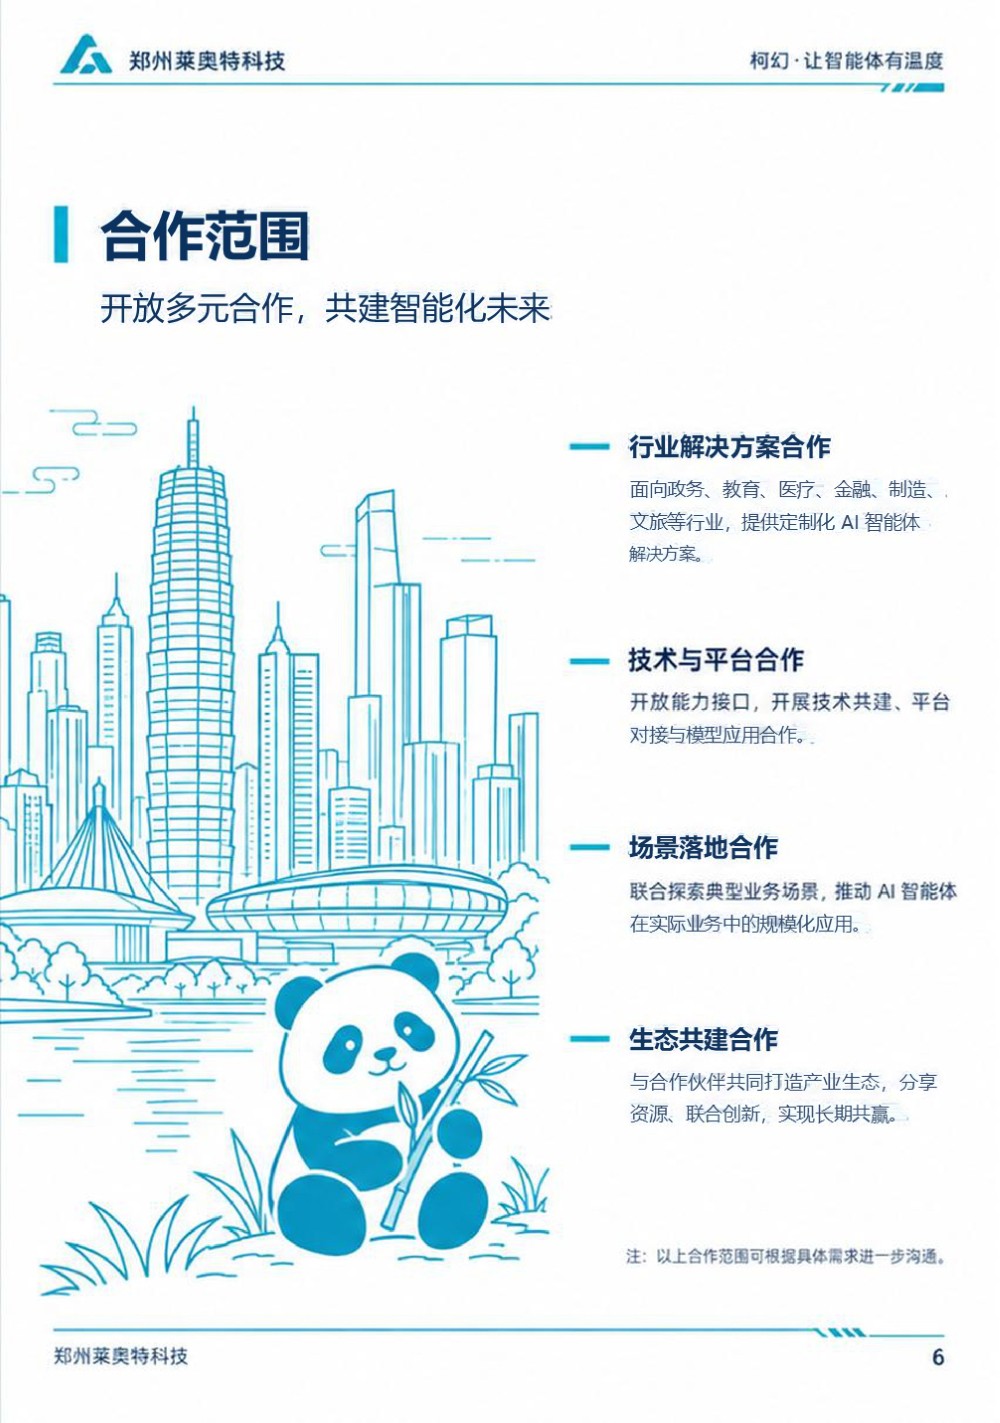 郑州莱奥特科技
柯幻·让智能体有温度
合作范围
开放多元合作，共建智能化未来
行业解决方案合作
面向政务、教育、医疗、金融、制造、
文旅等行业，提供定制化 AI 智能体
解决方案。
技术与平台合作
开放能力接口，开展技术共建、平台
对接与模型应用合作。
场景落地合作
联合探索典型业务场景，推动 AI 智能体
在实际业务中的规模化应用。
生态共建合作
与合作伙伴共同打造产业生态，分享
资源、联合创新，实现长期共赢。
注：以上合作范围可根据具体需求进一步沟通。
郑州莱奥特科技
6